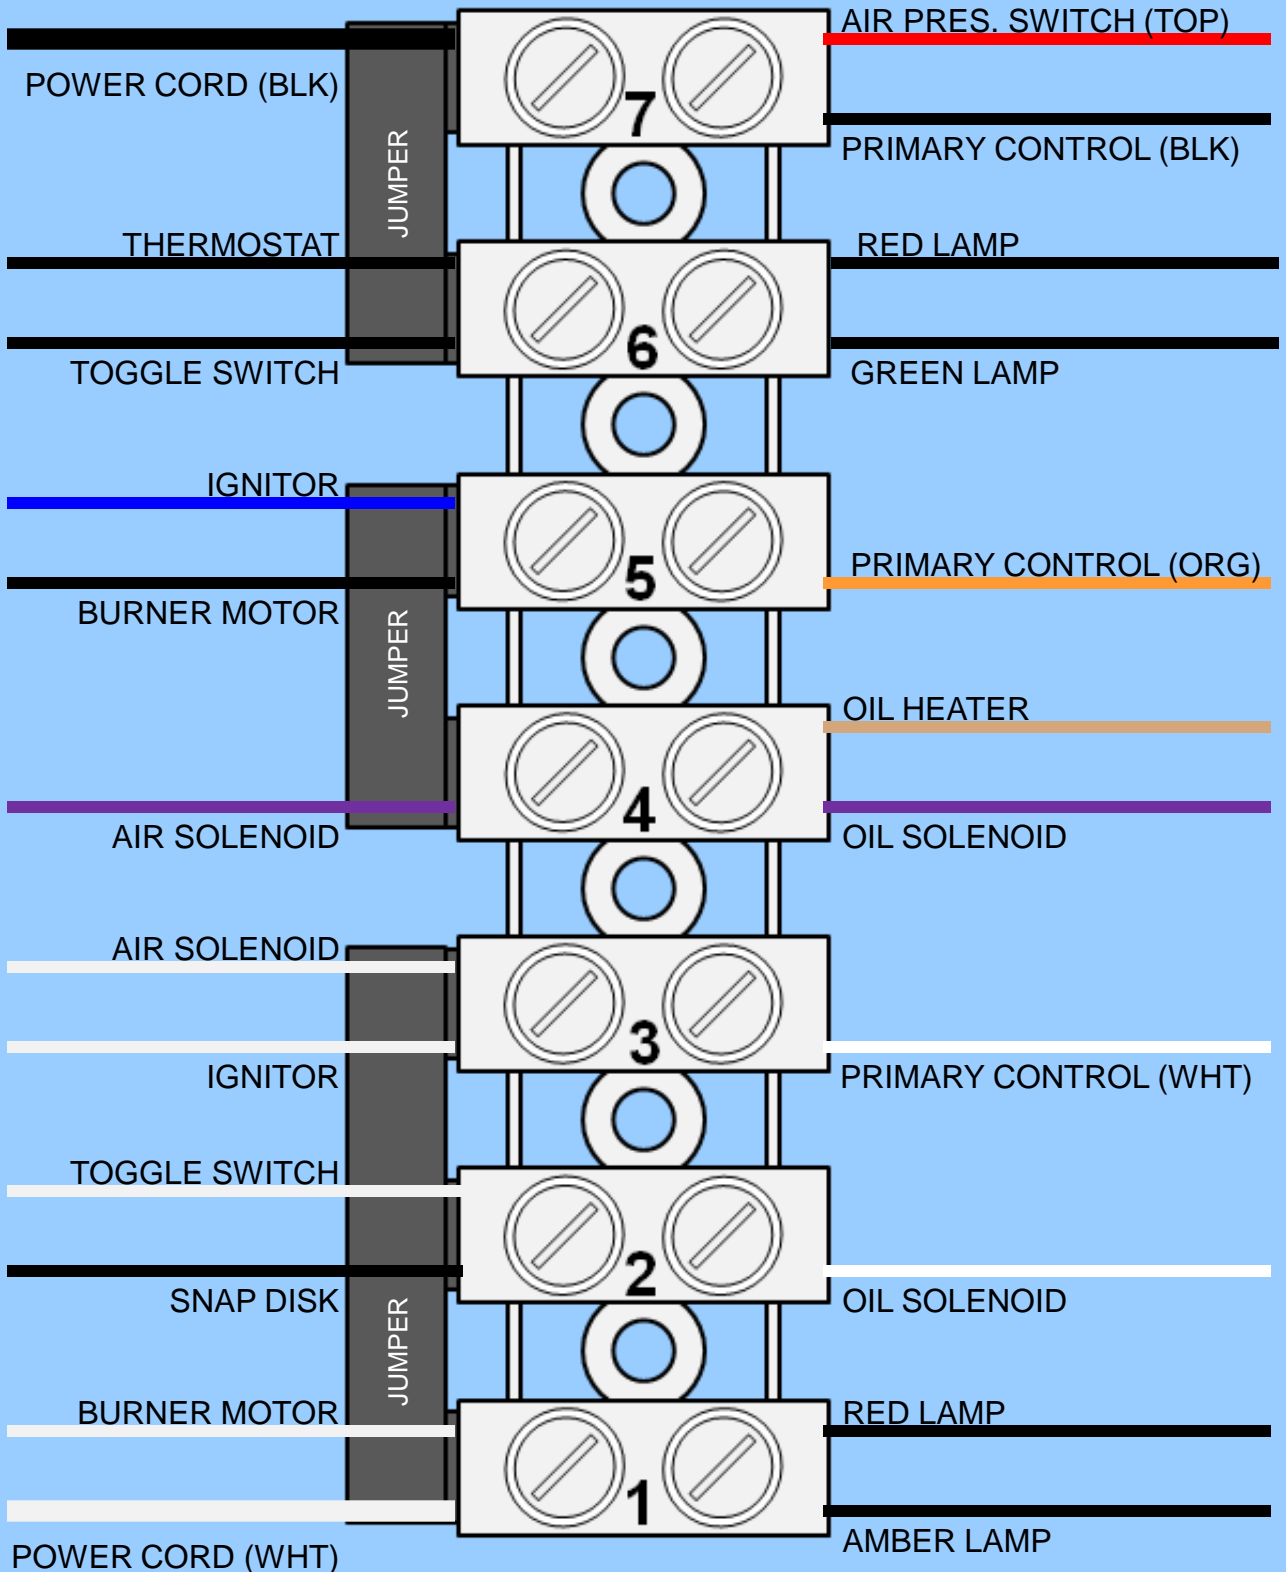 AIR PRES. SWITCH (TOP)
POWER CORD (BLK)
7
JUMPER
PRIMARY CONTROL (BLK)
THERMOSTAT
RED LAMP
6
TOGGLE SWITCH
GREEN LAMP
IGNITOR
PRIMARY CONTROL (ORG)
5
BURNER MOTOR
JUMPER
OIL HEATER
4
AIR SOLENOID
OIL SOLENOID
AIR SOLENOID
3
IGNITOR
PRIMARY CONTROL (WHT)
TOGGLE SWITCH
2
SNAP DISK
OIL SOLENOID
JUMPER
BURNER MOTOR
RED LAMP
1
POWER CORD (WHT)
AMBER LAMP